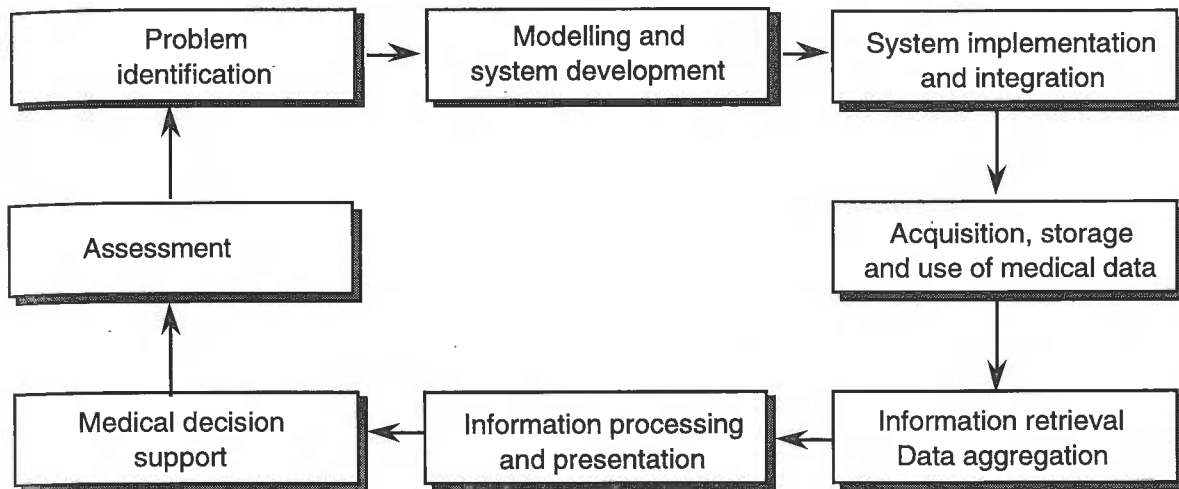 Problem
identification
Modelling and
system development
System implementation
and integration
Assessment
Acquisition, storage
and use of medical data
Medical decision
support
Information processing
and presentation
Information retrieval
Data aggregation